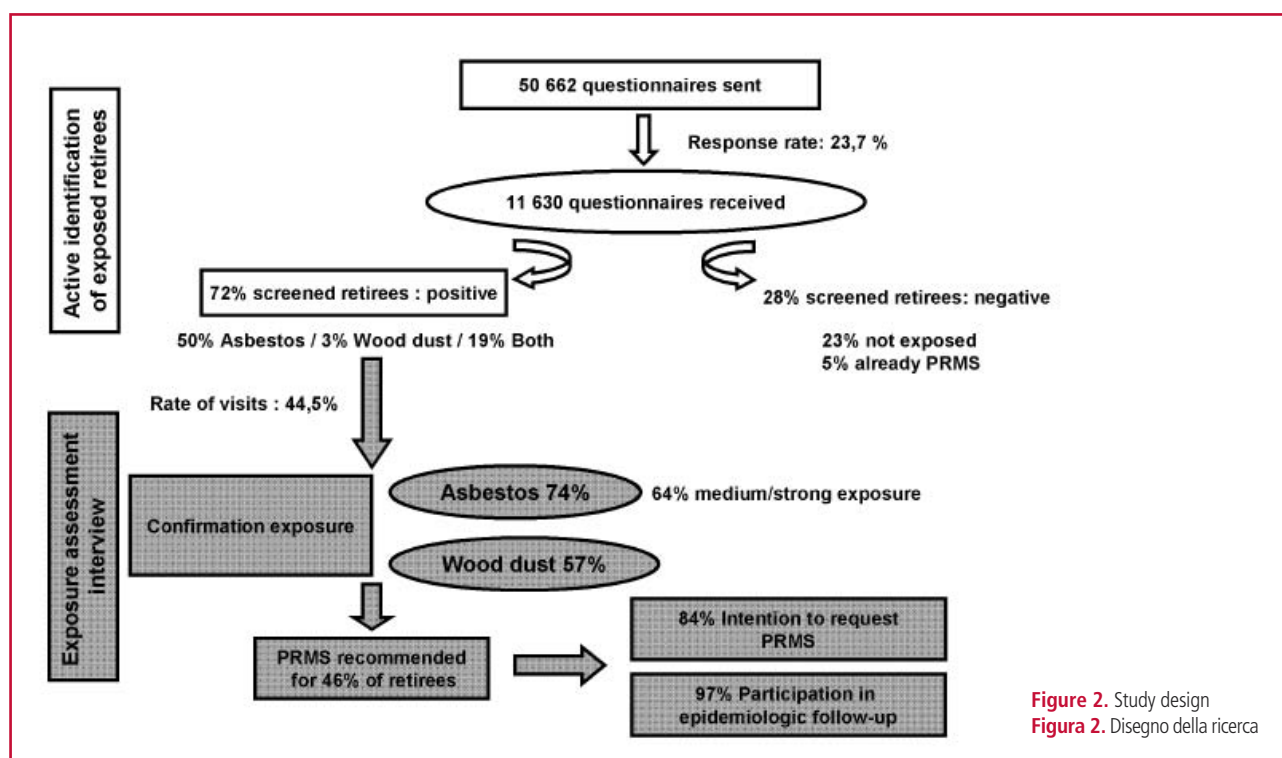 Active identification
of exposed retirees
50 662 questionnaires sent
Response rate: 23,7 %
11 630 questionnaires received
72% screened retirees : positive
50% Asbestos / 3% Wood dust / 19% Both
28% screened retirees: negative
23% not exposed
5% already PRMS
Rate of visits : 44,5%
Exposure assessment
interview
Confirmation exposure
Asbestos 74%
64% medium/strong exposure
Wood dust 57%
PRMS recommended
for 46% of retirees
84% Intention to request
PRMS
97% Participation in
epidemiologic follow-up
Figure 2. Study design
Figura 2. Disegno della ricerca